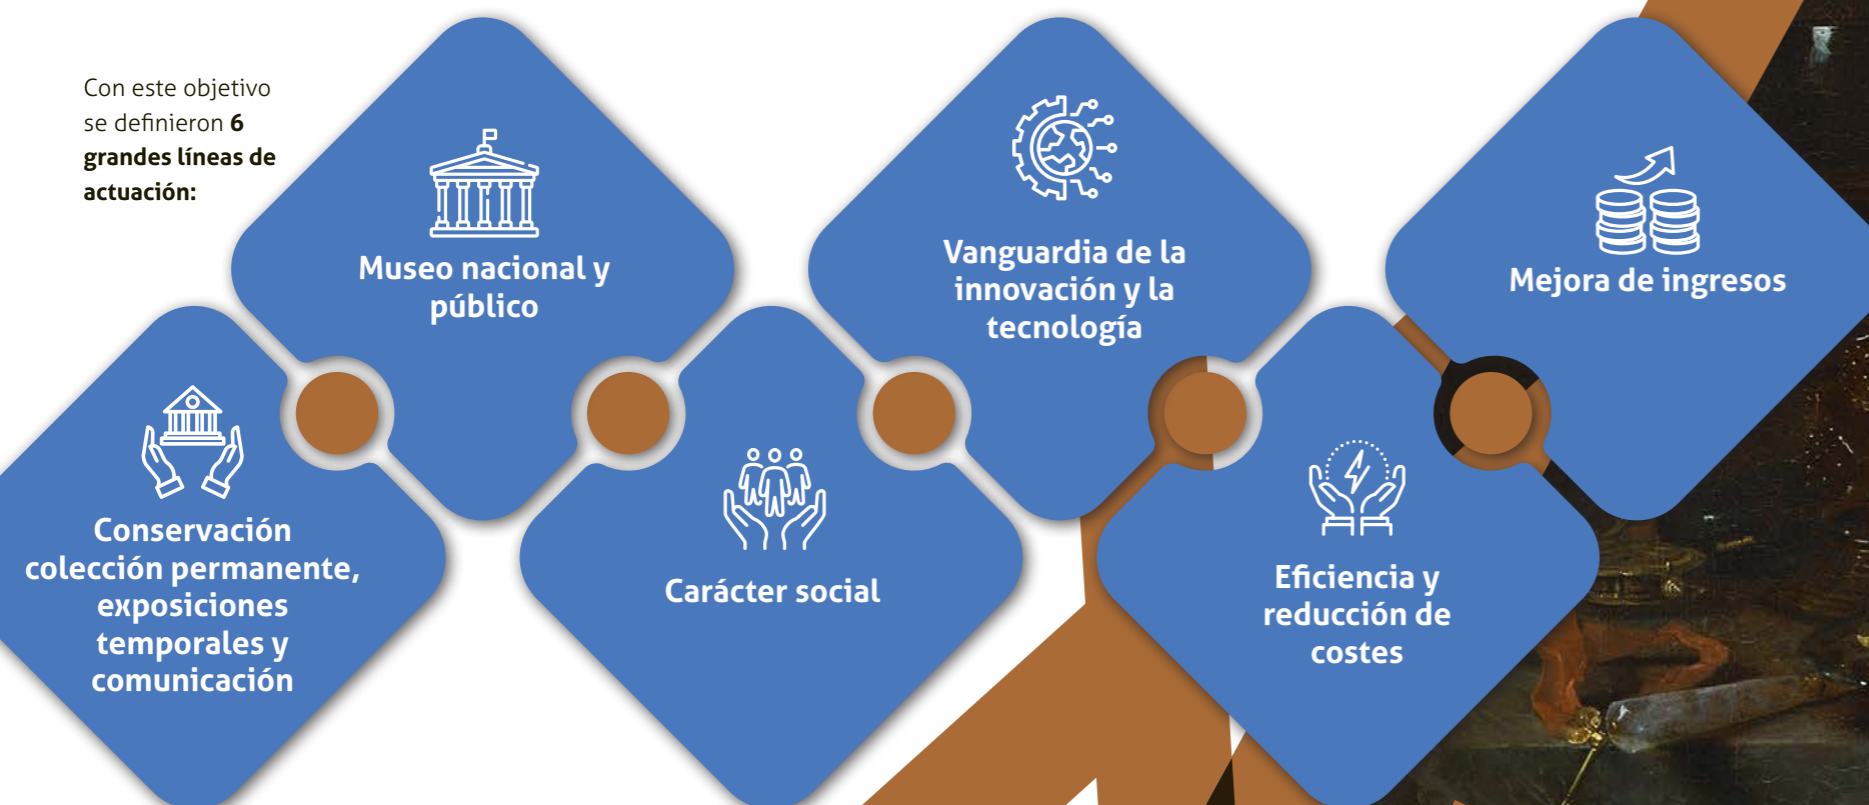 Con este objetivo
se definieron 6
grandes líneas de
actuación:
Conservación
colección permanente,
exposiciones
temporales y
comunicación
Museo nacional y
público
Carácter social
Vanguardia de la
innovación y la
tecnología
Eficiencia y
reducción de
costes
Mejora de ingresos